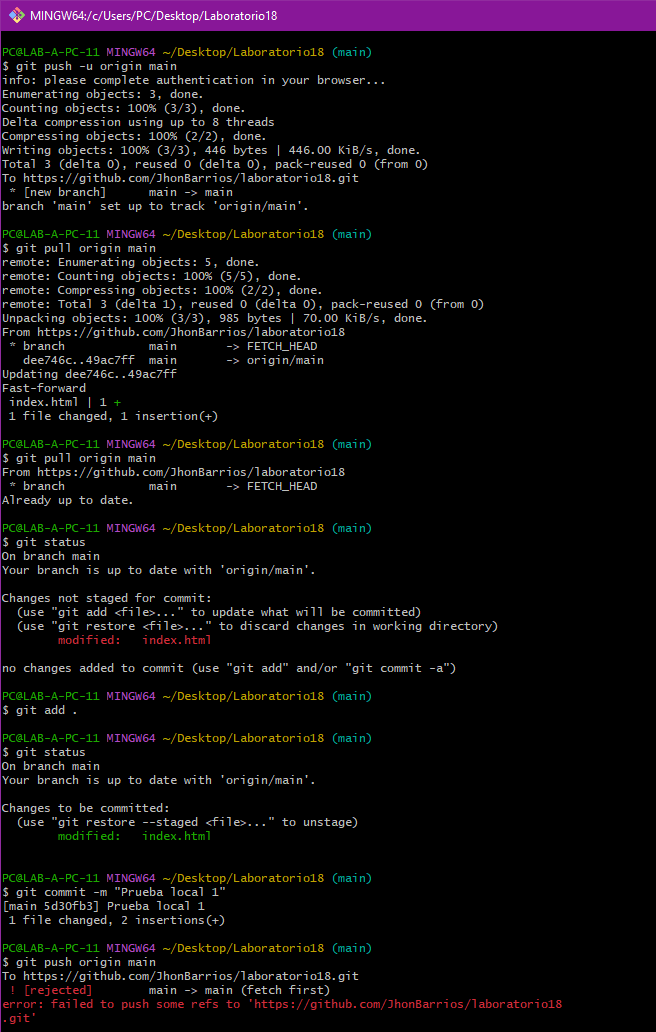 MINGW64:/c/Users/PC/Desktop/Laboratorio18
PC@LAB-A-PC-11 MINGW64 ~/Desktop/Laboratorio18 (main)
$ git push -u origin main
info: please complete authentication in your browser...
Enumerating objects: 3, done.
Counting objects: 100% (3/3), done.
Delta compression using up to 8 threads
Compressing objects: 100% (2/2), done.
Writing objects: 100% (3/3), 446 bytes | 446.00 KiB/s, done.
Total 3 (delta 0), reused 0 (delta 0), pack-reused 0 (from 0)
To https://github.com/JhonBarrios/laboratorio18.git
 * [new branch]      main -> main
branch 'main' set up to track 'origin/main'.
PC@LAB-A-PC-11 MINGW64 ~/Desktop/Laboratorio18 (main)
$ git pull origin main
remote: Enumerating objects: 5, done.
remote: Counting objects: 100% (5/5), done.
remote: Compressing objects: 100% (2/2), done.
remote: Total 3 (delta 1), reused 0 (delta 0), pack-reused 0 (from 0)
Unpacking objects: 100% (3/3), 985 bytes | 70.00 KiB/s, done.
From https://github.com/JhonBarrios/laboratorio18
 * branch            main       -> FETCH_HEAD
   dee746c..49ac7ff  main       -> origin/main
Updating dee746c..49ac7ff
Fast-forward
 index.html | 1 +
 1 file changed, 1 insertion(+)
PC@LAB-A-PC-11 MINGW64 ~/Desktop/Laboratorio18 (main)
$ git pull origin main
From https://github.com/JhonBarrios/laboratorio18
 * branch            main       -> FETCH_HEAD
Already up to date.
PC@LAB-A-PC-11 MINGW64 ~/Desktop/Laboratorio18 (main)
$ git status
On branch main
Your branch is up to date with 'origin/main'.
Changes not staged for commit:
  (use "git add <file>..." to update what will be committed)
  (use "git restore <file>..." to discard changes in working directory)
        modified:   index.html
no changes added to commit (use "git add" and/or "git commit -a")
PC@LAB-A-PC-11 MINGW64 ~/Desktop/Laboratorio18 (main)
$ git add .
PC@LAB-A-PC-11 MINGW64 ~/Desktop/Laboratorio18 (main)
$ git status
On branch main
Your branch is up to date with 'origin/main'.
Changes to be committed:
  (use "git restore --staged <file>..." to unstage)
        modified:   index.html
PC@LAB-A-PC-11 MINGW64 ~/Desktop/Laboratorio18 (main)
$ git commit -m "Prueba local 1"
[main 5d30fb3] Prueba local 1
 1 file changed, 2 insertions(+)
PC@LAB-A-PC-11 MINGW64 ~/Desktop/Laboratorio18 (main)
$ git push origin main
To https://github.com/JhonBarrios/laboratorio18.git
 ! [rejected]        main -> main (fetch first)
error: failed to push some refs to 'https://github.com/JhonBarrios/laboratorio18
.git'